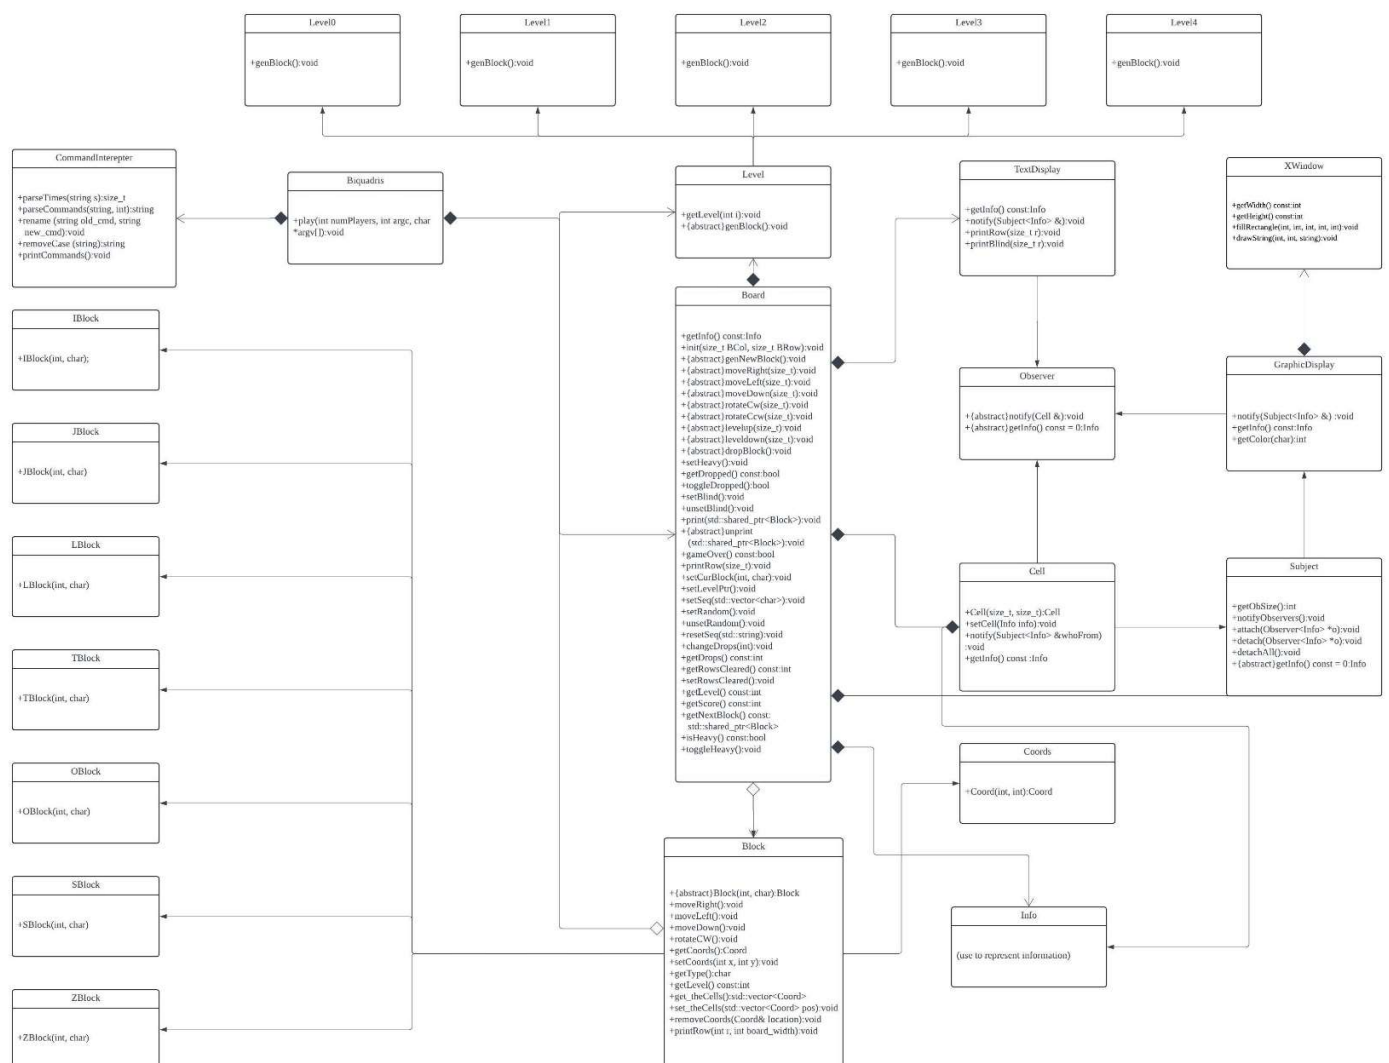 Level0
+genBlock():void
Level1
+genBlock():void
Level2
+genBlock():void
Level3
+genBlock():void
Level4
+genBlock():void
CommandInterepter
+parseTimes(string s):size_t
+parseCommands(string, int):string
+rename (string old_cmd, string
new_cmd):void
+removeCase (string):string
+printCommands():void
Biquadris
+play(int numPlayers, int argc, char
*argv[]):void
Level
+getLevel(int i):void
+{abstract}genBlock():void
TextDisplay
+getInfo() const:Info
+notify(Subject<Info> &):void
+printRow(size_t r):void
+printBlind(size_t r):void
XWindow
+getWidth() const:int
+getHeight() const:int
+fillRectangle(int, int, int, int, int):void
+drawString(int, int, string):void
IBlock
+IBlock(int, char);
JBlock
+JBlock(int, char)
LBlock
+LBlock(int, char)
TBlock
+TBlock(int, char)
OBlock
+OBlock(int, char)
SBlock
+SBlock(int, char)
ZBlock
+ZBlock(int, char)
Board
+getInfo() const:Info
+init(size_t BCol, size_t BRow):void
+{abstract}genNewBlock():void
+{abstract}moveRight(size_t):void
+{abstract}moveLeft(size_t):void
+{abstract}moveDown(size_t):void
+{abstract}rotateCw(size_t):void
+{abstract}rotateCcw(size_t):void
+{abstract}levelup(size_t):void
+{abstract}leveldown(size_t):void
+{abstract}dropBlock():void
+setHeavy():void
+getDropped() const:bool
+toggleDropped():bool
+setBlind():void
+unsetBlind():void
+print(std::shared_ptr<Block>):void
+{abstract}unprint
(std::shared_ptr<Block>):void
+gameOver() const:bool
+printRow(size_t):void
+setCurBlock(int, char):void
+setLevelPtr():void
+setSeq(std::vector<char>):void
+setRandom():void
+unsetRandom():void
+resetSeq(std::string):void
+changeDrops(int):void
+getDrops() const:int
+getRowsCleared() const:int
+setRowsCleared():void
+getLevel() const:int
+getScore() const:int
+getNextBlock() const:
std::shared_ptr<Block>
+isHeavy() const:bool
+toggleHeavy():void
Observer
+{abstract}notify(Cell &):void
+{abstract}getInfo() const = 0:Info
GraphicDisplay
+notify(Subject<Info> &) :void
+getInfo() const:Info
+getColor(char):int
Cell
+Cell(size_t, size_t):Cell
+setCell(Info info):void
+notify(Subject<Info> &whoFrom)
:void
+getInfo() const :Info
Subject
+getObSize():int
+notifyObservers():void
+attach(Observer<Info> *o):void
+detach(Observer<Info> *o):void
+detachAll():void
+{abstract}getInfo() const = 0:Info
Coords
+Coord(int, int):Coord
Block
+{abstract}Block(int, char):Block
+moveRight():void
+moveLeft():void
+moveDown():void
+rotateCW():void
+getCoords():Coord
+setCoords(int x, int y):void
+getType():char
+getLevel() const:int
+get_theCells():std::vector<Coord>
+set_theCells(std::vector<Coord> pos):void
+removeCoords(Coord& location):void
+printRow(int r, int board_width):void
Info
(use to represent information)